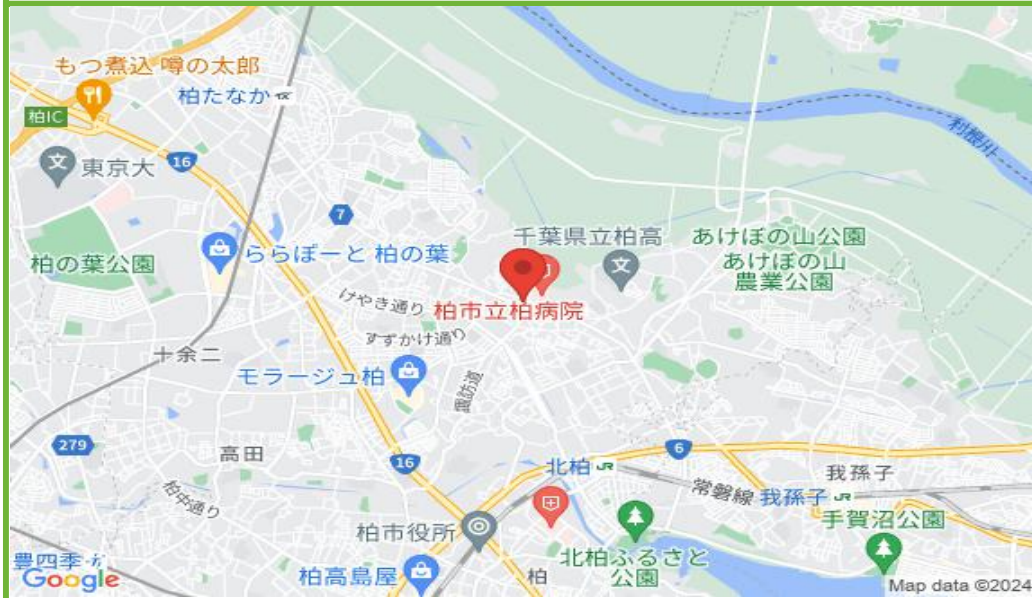 もつ煮込 噂の太郎
柏たなか
柏IC
東京大
16
利根川
7
千葉県立柏高
あけぼの山公園
あけぼの山
農業公園
ららぽーと 柏の葉
柏の葉公園
けやき通り
柏市立柏病院
すずかけ通り
十余二
モラージュ柏
諏訪道
279
高田
16
6
北柏 JR
我孫子
常磐線 我孫子 JR
柏中通り
手賀沼公園
柏市役所
北柏ふるさと
公園
豊四季
Google
柏高島屋
柏
Map data ©2024